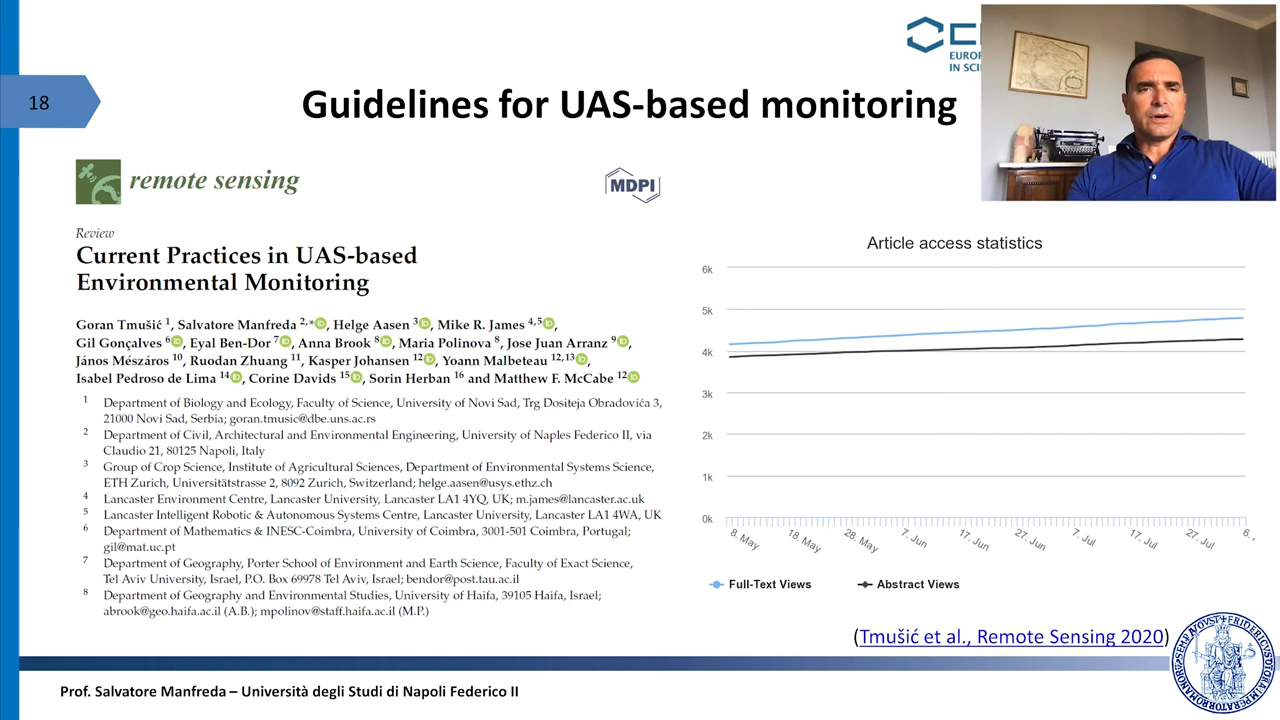 18
EUROP
IN SCI
Guidelines for UAS-based monitoring
remote sensing
MDPI
Review
Current Practices in UAS-based
Environmental Monitoring
Goran Tmušić 1, Salvatore Manfreda 2,*, Helge Aasen 3, Mike R. James 4,5,
Gil Gonçalves 6, Eyal Ben-Dor 7, Anna Brook 8, Maria Polinova 8, Jose Juan Arranz 9,
János Mészáros 10, Ruodan Zhuang 11, Kasper Johansen 12, Yoann Malbeteau 12,13,
Isabel Pedroso de Lima 14, Corine Davids 15, Sorin Herban 16 and Matthew F. McCabe 12
1 Department of Biology and Ecology, Faculty of Science, University of Novi Sad, Trg Dositeja Obradovića 3,
21000 Novi Sad, Serbia; goran.tmusic@dbe.uns.ac.rs
2 Department of Civil, Architectural and Environmental Engineering, University of Naples Federico II, via
Claudio 21, 80125 Napoli, Italy
3 Group of Crop Science, Institute of Agricultural Sciences, Department of Environmental Systems Science,
ETH Zurich, Universitätstrasse 2, 8092 Zurich, Switzerland; helge.aasen@usys.ethz.ch
4 Lancaster Environment Centre, Lancaster University, Lancaster LA1 4YQ, UK; m.james@lancaster.ac.uk
5 Lancaster Intelligent Robotic & Autonomous Systems Centre, Lancaster University, Lancaster LA1 4WA, UK
6 Department of Mathematics & INESC-Coimbra, University of Coimbra, 3001-501 Coimbra, Portugal;
gil@mat.uc.pt
7 Department of Geography, Porter School of Environment and Earth Science, Faculty of Exact Science,
Tel Aviv University, Israel, P.O. Box 69978 Tel Aviv, Israel; bendor@post.tau.ac.il
8 Department of Geography and Environmental Studies, University of Haifa, 39105 Haifa, Israel;
abrook@geo.haifa.ac.il (A.B.); mpolinov@staff.haifa.ac.il (M.P.)
Article access statistics
6k
5k
4k
3k
2k
1k
0k
8. May
18. May
28. May
7. Jun
17. Jun
27. Jun
7. Jul
17. Jul
27. Jul
6. .
Full-Text Views
Abstract Views
(Tmušić et al., Remote Sensing 2020)
Prof. Salvatore Manfreda – Università degli Studi di Napoli Federico II